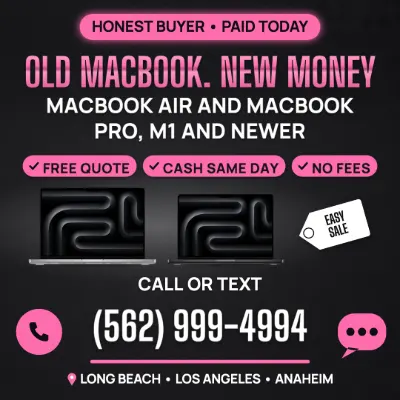 HONEST BUYER • PAID TODAY
OLD MACBOOK. NEW MONEY
MACBOOK AIR AND MACBOOK
PRO, M1 AND NEWER
FREE QUOTE
CASH SAME DAY
NO FEES
EASY
SALE
CALL OR TEXT
(562) 999-4994
LONG BEACH • LOS ANGELES • ANAHEIM